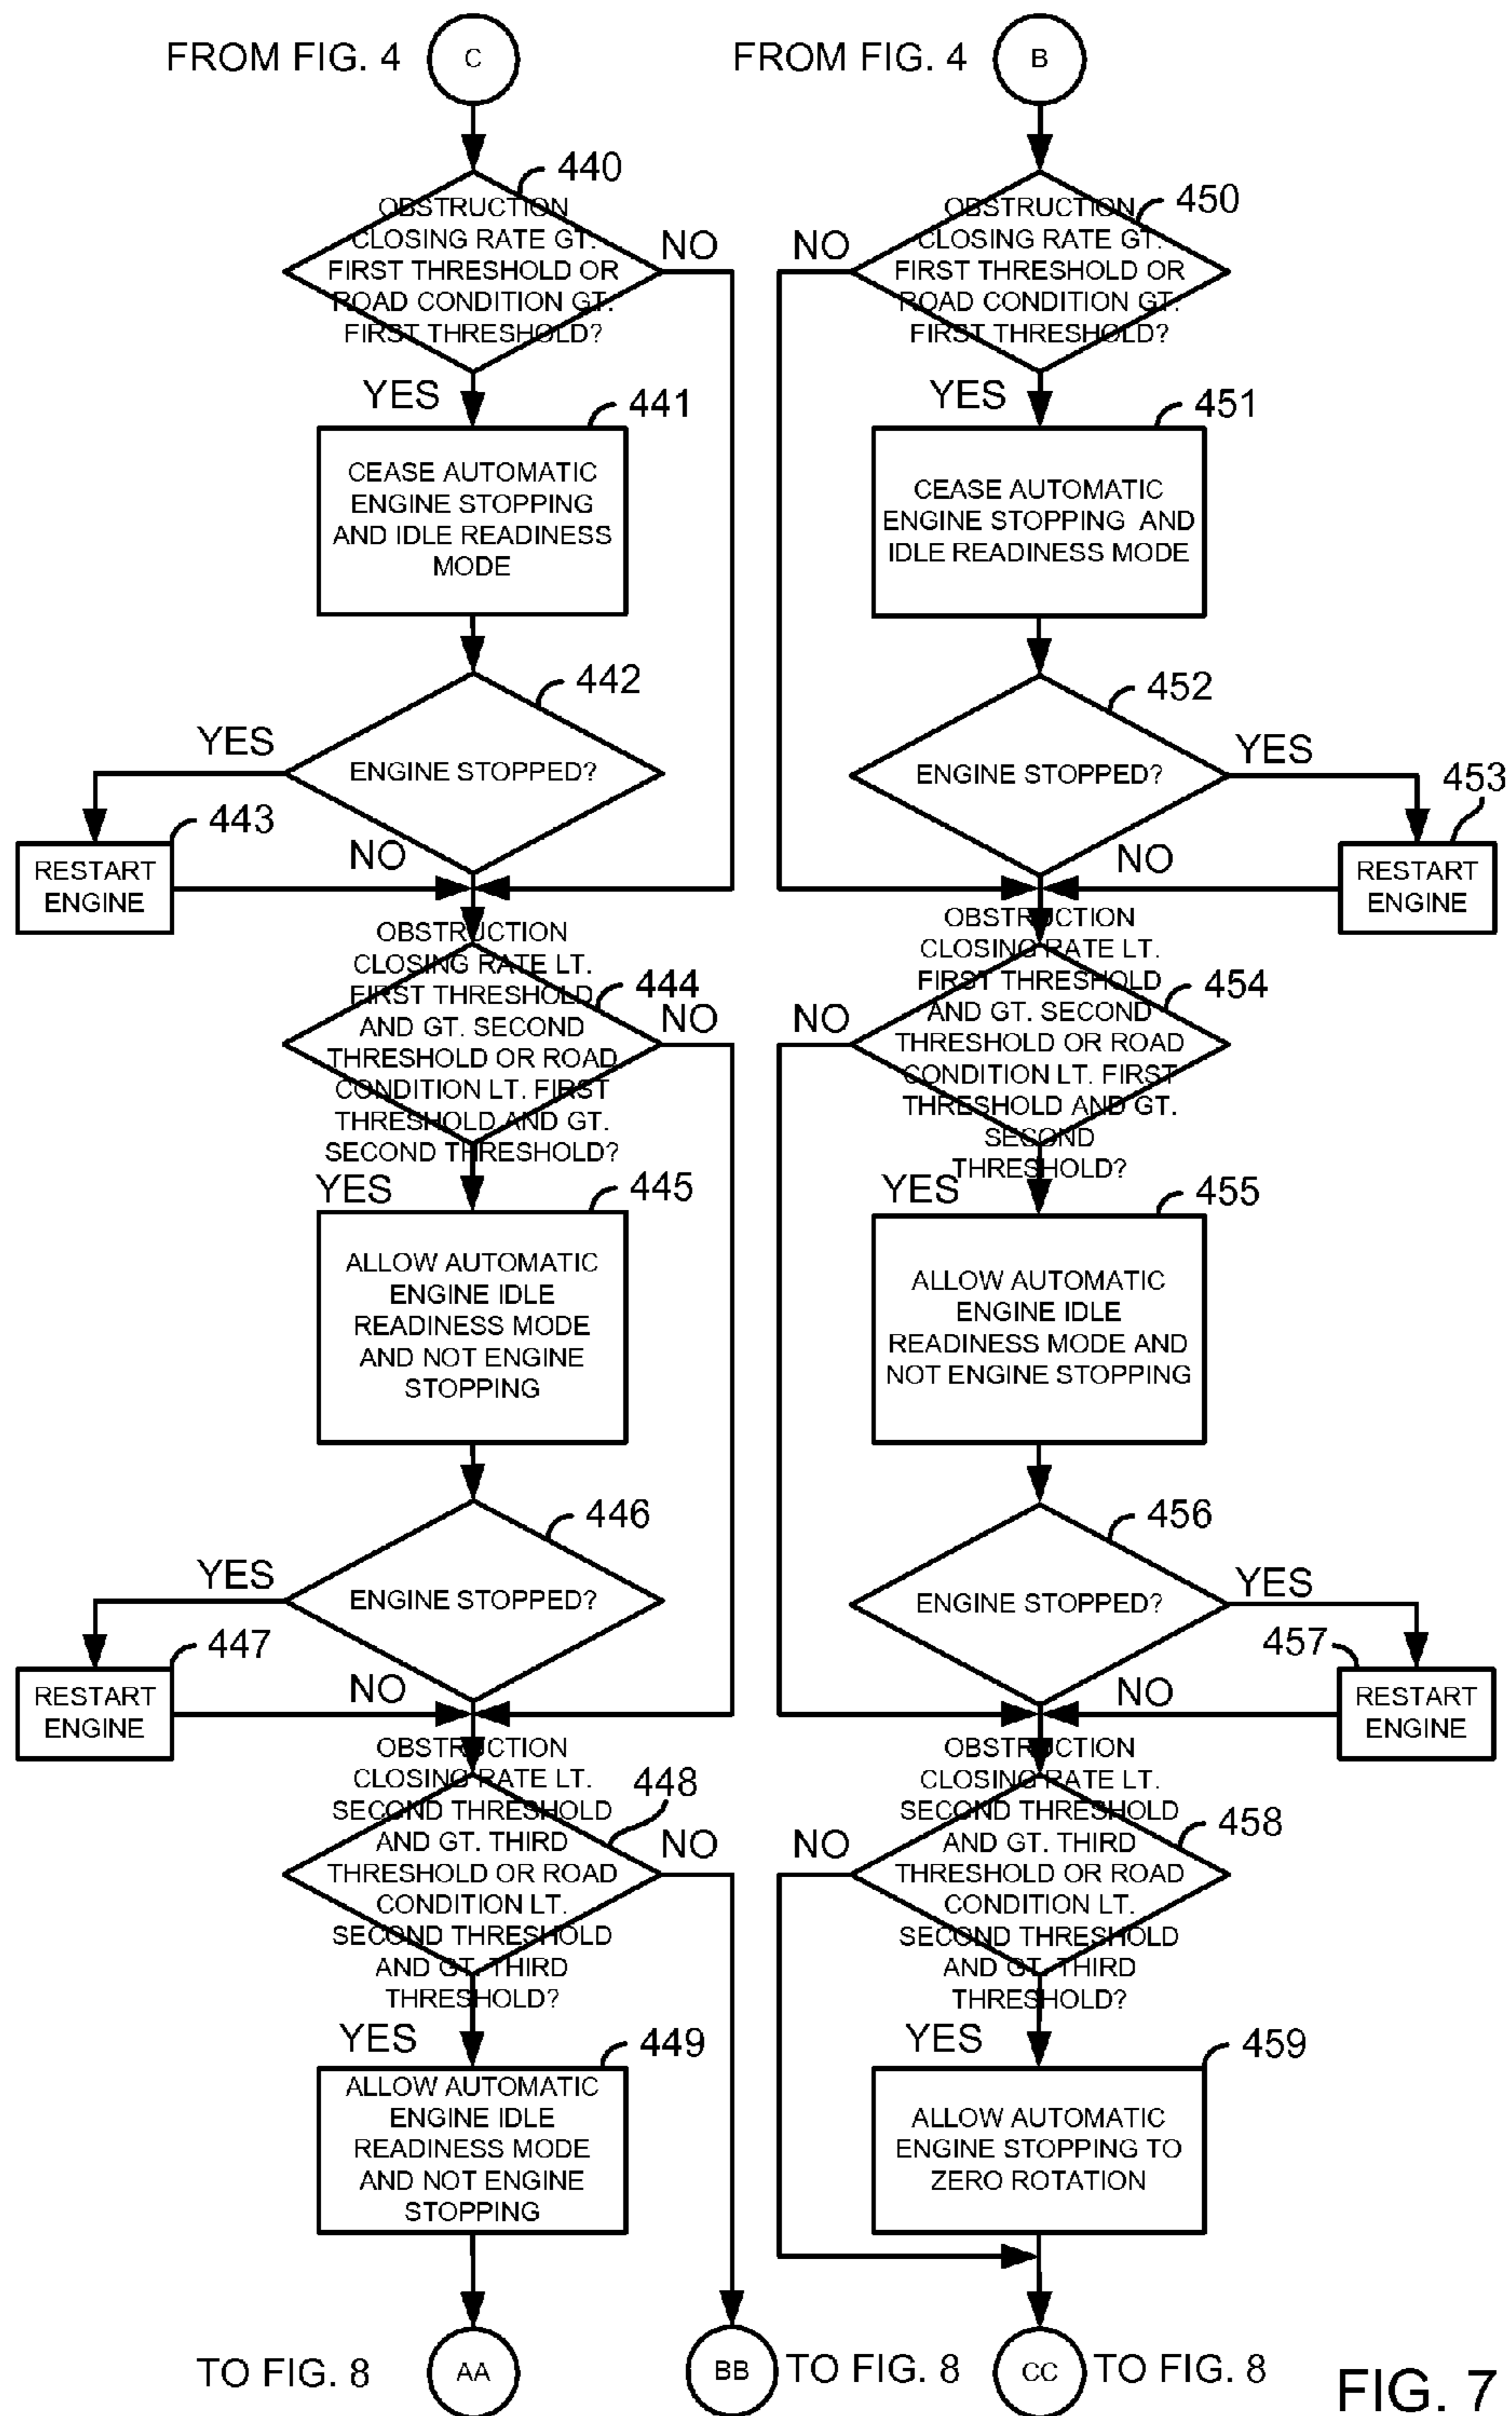 FROM FIG. 4
C
440
OBSTRUCTION
CLOSING RATE GT.
FIRST THRESHOLD OR
ROAD CONDITION GT.
FIRST THRESHOLD?
NO
YES
441
CEASE AUTOMATIC
ENGINE STOPPING
AND IDLE READINESS
MODE
442
YES
ENGINE STOPPED?
443
RESTART
ENGINE
NO
OBSTRUCTION
CLOSING RATE LT.
FIRST THRESHOLD
AND GT. SECOND
THRESHOLD OR ROAD
CONDITION LT. FIRST
THRESHOLD AND GT.
SECOND THRESHOLD?
444
NO
YES
445
ALLOW AUTOMATIC
ENGINE IDLE
READINESS MODE
AND NOT ENGINE
STOPPING
446
YES
ENGINE STOPPED?
447
RESTART
ENGINE
NO
OBSTRUCTION
CLOSING RATE LT.
SECOND THRESHOLD
AND GT. THIRD
THRESHOLD OR ROAD
CONDITION LT.
SECOND THRESHOLD
AND GT. THIRD
THRESHOLD?
448
NO
YES
449
ALLOW AUTOMATIC
ENGINE IDLE
READINESS MODE
AND NOT ENGINE
STOPPING
TO FIG. 8
AA
BB
TO FIG. 8
FROM FIG. 4
B
450
OBSTRUCTION
CLOSING RATE GT.
FIRST THRESHOLD OR
ROAD CONDITION GT.
FIRST THRESHOLD?
NO
YES
451
CEASE AUTOMATIC
ENGINE STOPPING AND
IDLE READINESS MODE
452
ENGINE STOPPED?
YES
453
RESTART
ENGINE
NO
OBSTRUCTION
CLOSING RATE LT.
FIRST THRESHOLD
AND GT. SECOND
THRESHOLD OR ROAD
CONDITION LT. FIRST
THRESHOLD AND GT.
SECOND
THRESHOLD?
454
NO
YES
455
ALLOW AUTOMATIC
ENGINE IDLE
READINESS MODE AND
NOT ENGINE STOPPING
456
ENGINE STOPPED?
YES
457
RESTART
ENGINE
NO
OBSTRUCTION
CLOSING RATE LT.
SECOND THRESHOLD
AND GT. THIRD
THRESHOLD OR ROAD
CONDITION LT.
SECOND THRESHOLD
AND GT. THIRD
THRESHOLD?
458
NO
YES
459
ALLOW AUTOMATIC
ENGINE STOPPING TO
ZERO ROTATION
CC
TO FIG. 8
FIG. 7